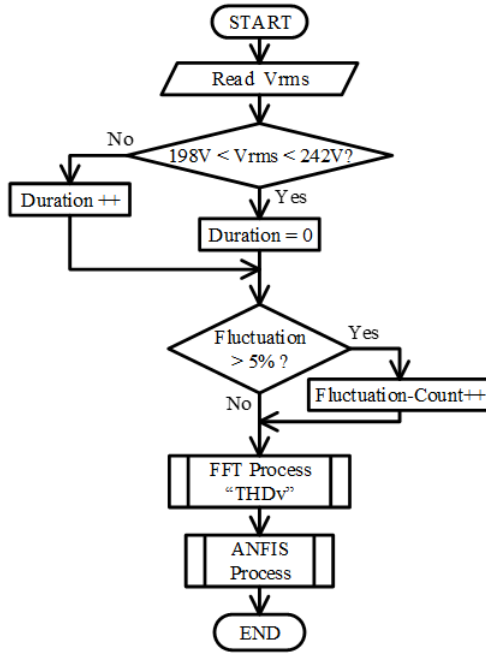 START
Read Vrms
No
198V < Vrms < 242V?
Duration ++
Yes
Duration = 0
Fluctuation
> 5% ?
Yes
Fluctuation-Count++
No
FFT Process
“THDv”
ANFIS
Process
END